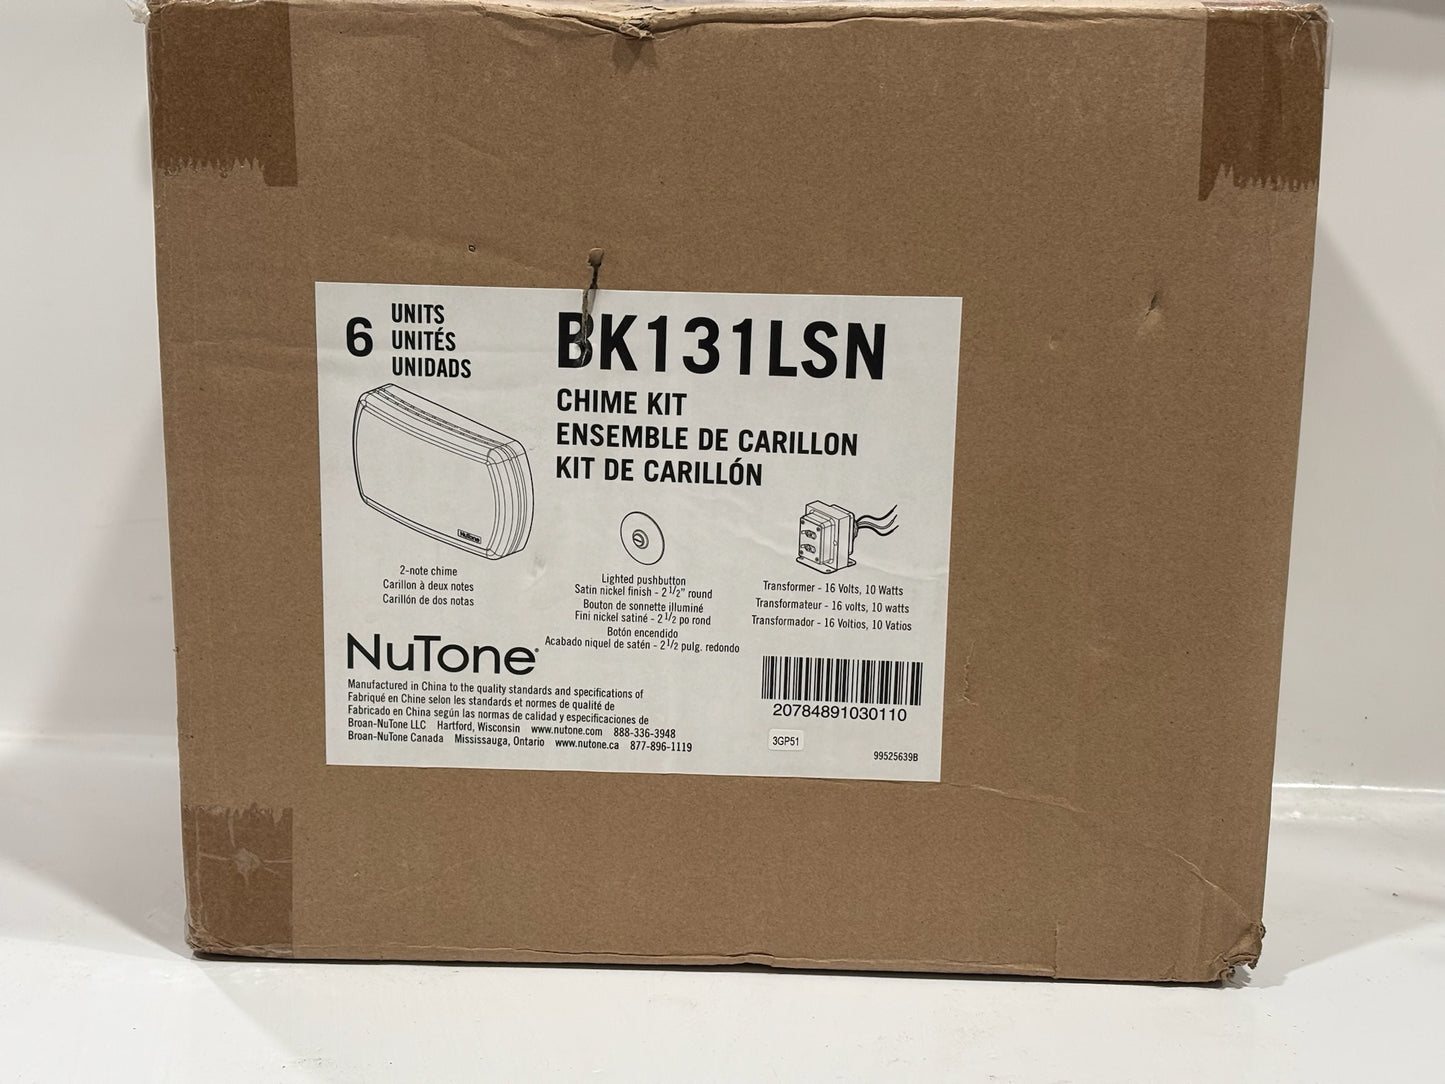 6
UNITS
UNITÉS
UNIDADS
BK131LSN
CHIME KIT
ENSEMBLE DE CARILLON
KIT DE CARILLÓN
NuTone
2-note chime
Carillon à deux notes
Carillón de dos notas
Lighted pushbutton
Satin nickel finish - 2 1/2" round
Bouton de sonnette illuminé
Fini nickel satiné - 2 1/2 po rond
Botón encendido
Acabado niquel de satén - 2 1/2 pulg. redondo
Transformer - 16 Volts, 10 Watts
Transformateur - 16 volts, 10 watts
Transformador - 16 Voltios, 10 Vatios
NuTone®
Manufactured in China to the quality standards and specifications of
Fabriqué en Chine selon les standards et normes de qualité de
Fabricado en China según las normas de calidad y especificaciones de
Broan-NuTone LLC Hartford, Wisconsin www.nutone.com 888-336-3948
Broan-NuTone Canada Mississauga, Ontario www.nutone.ca 877-896-1119
20784891030110
3GP51
99525639B